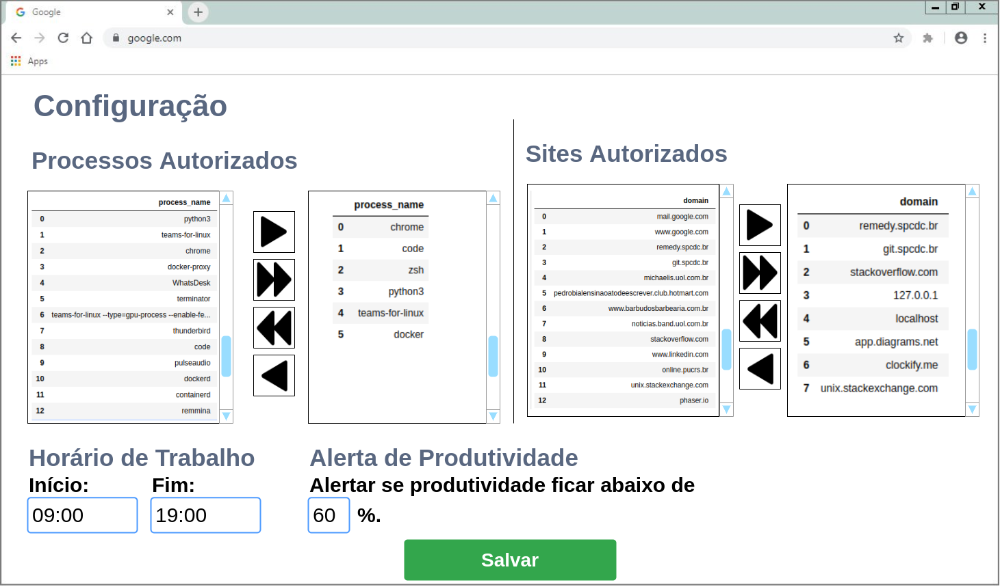 Google
google.com
Apps
Configuração
Processos Autorizados
process_name
0 python3
1 teams-for-linux
2 chrome
3 docker-proxy
4 WhatsDesk
5 terminator
6 teams-for-linux --type=gpu-process --enable-fe...
7 thunderbird
8 code
9 pulseaudio
10 dockerd
11 containerd
12 remmina
process_name
0 chrome
1 code
2 zsh
3 python3
4 teams-for-linux
5 docker
Sites Autorizados
domain
0 mail.google.com
1 www.google.com
2 remedy.spcdc.br
3 git.spcdc.br
4 michaelis.uol.com.br
5 pedrobialensinaoatodeescrever.club.hotmart.com
6 www.barbudosbarbearia.com.br
7 noticias.band.uol.com.br
8 stackoverflow.com
9 www.linkedin.com
10 online.pucrs.br
11 unix.stackexchange.com
12 phaser.io
domain
0 remedy.spcdc.br
1 git.spcdc.br
2 stackoverflow.com
3 127.0.0.1
4 localhost
5 app.diagrams.net
6 clockify.me
7 unix.stackexchange.com
Horário de Trabalho
Início: Fim:
09:00 19:00
Alerta de Produtividade
Alertar se produtividade ficar abaixo de
60 %.
Salvar